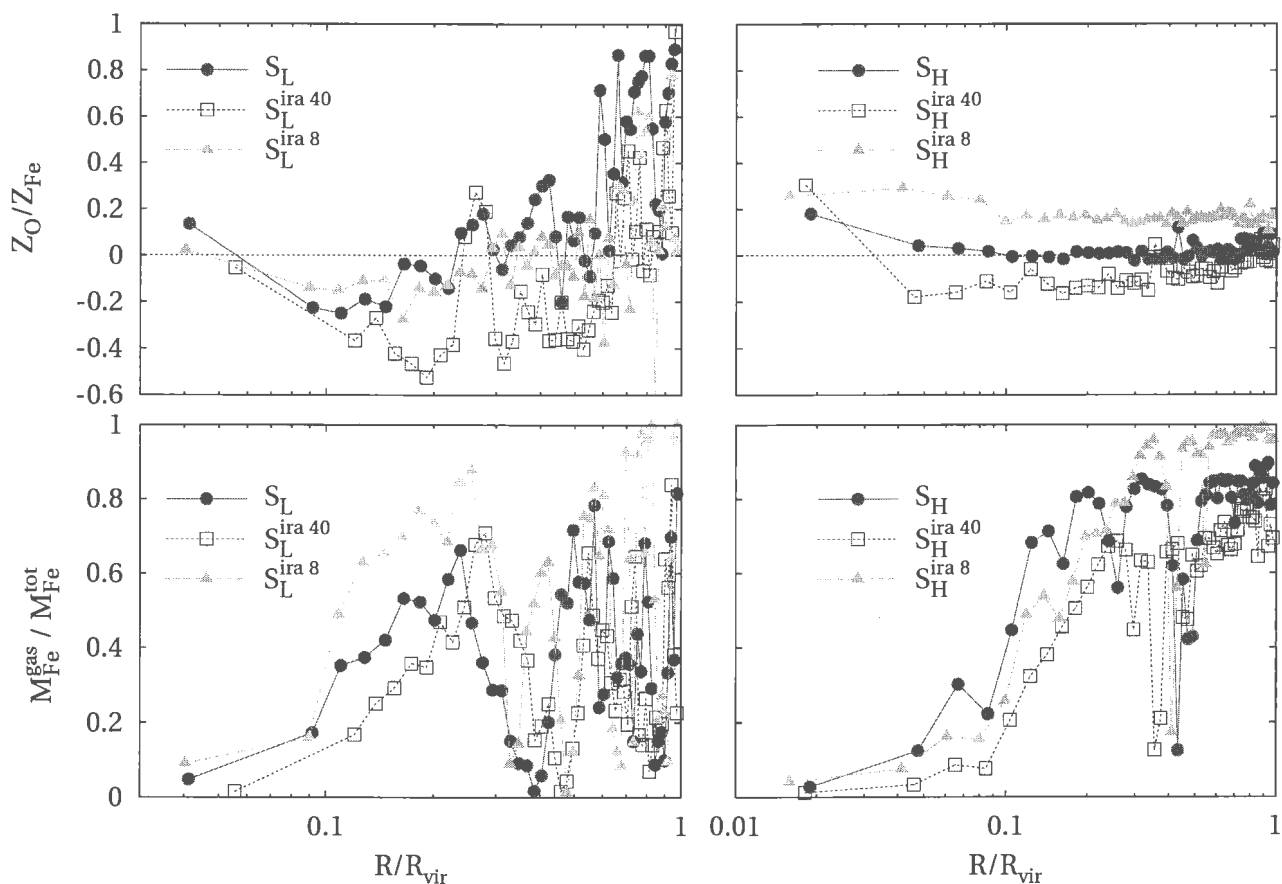 1
0.8
0.6
0.4
0.2
0
-0.2
-0.4
-0.6
Z_O/Z_Fe
S_L
S_L^ira 40
S_L^ira 8
S_H
S_H^ira 40
S_H^ira 8
1
0.8
0.6
0.4
0.2
0
M_Fe^gas / M_Fe^tot
S_L
S_L^ira 40
S_L^ira 8
S_H
S_H^ira 40
S_H^ira 8
0.1 1
0.01 0.1 1
R/R_vir
R/R_vir